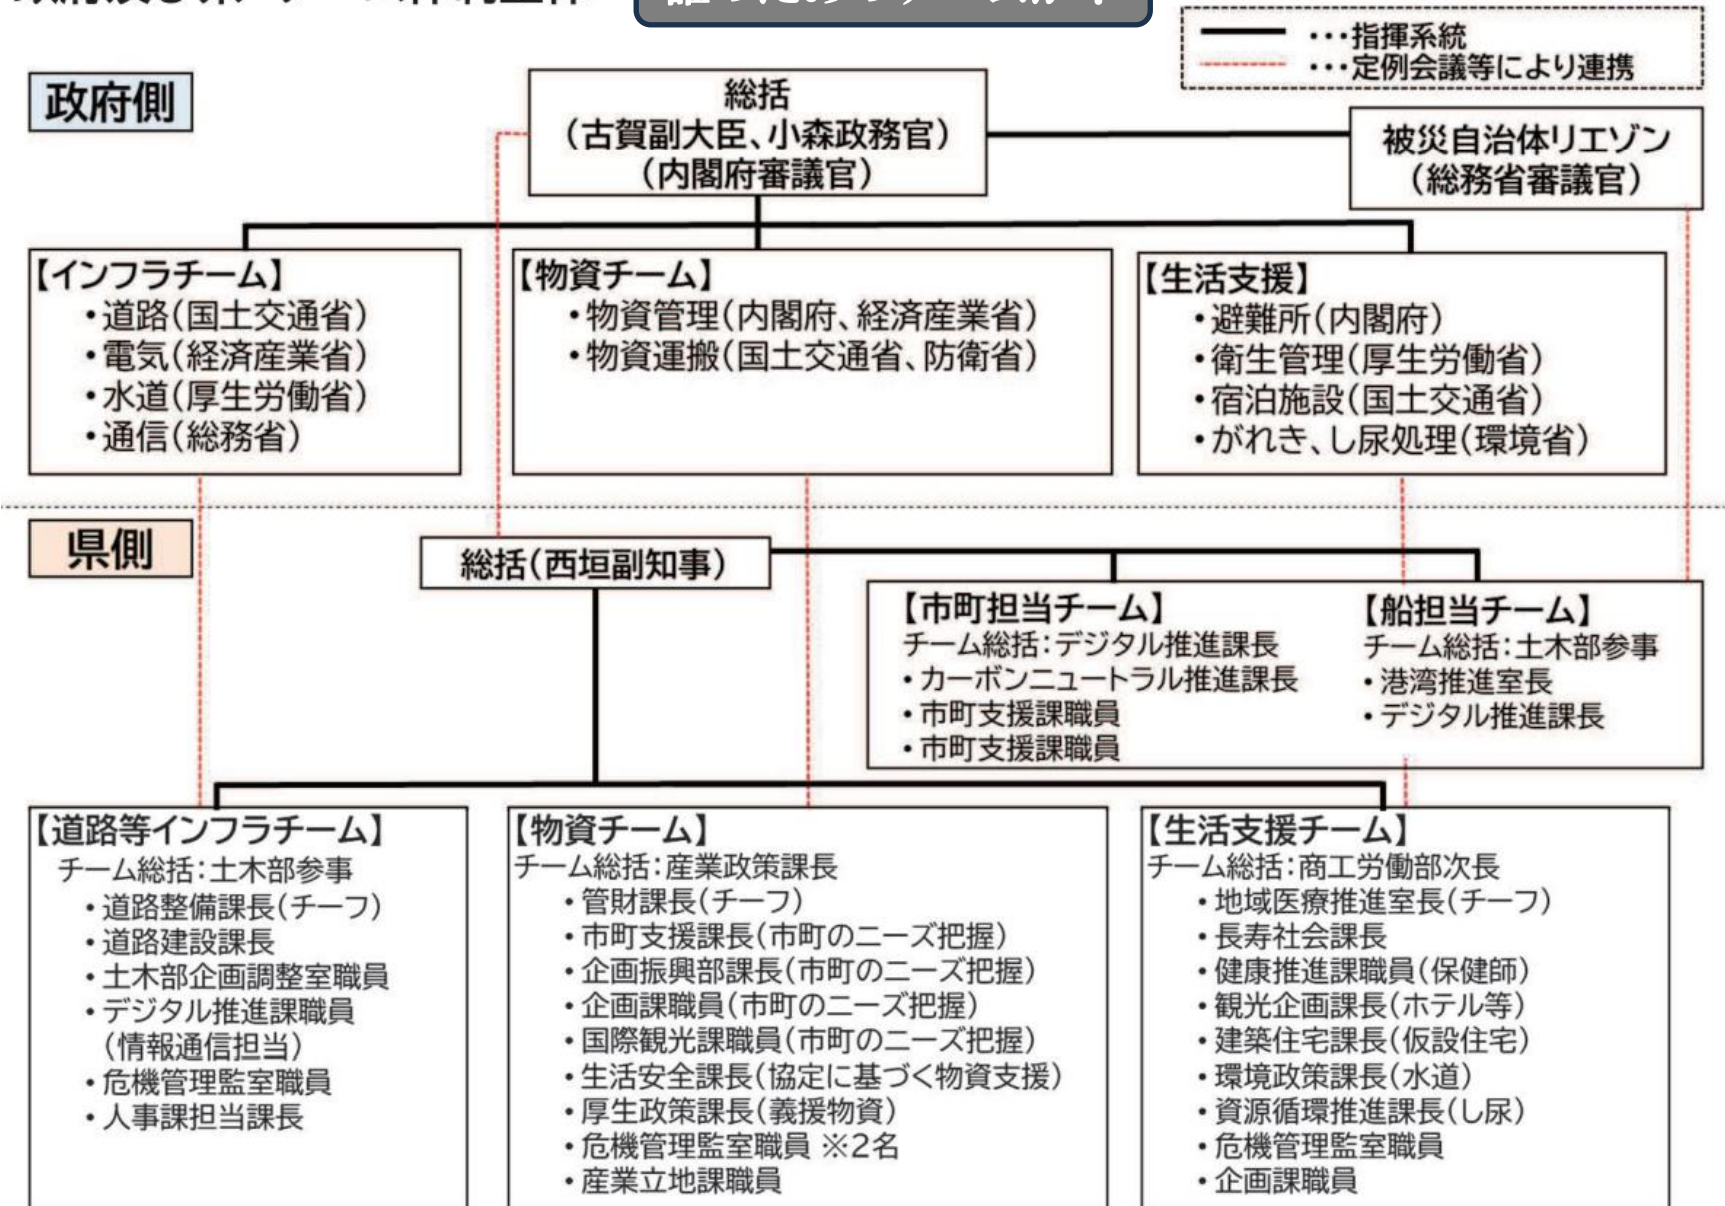 ・・・指揮系統
・・・定例会議等により連携
政府側
総括
(古賀副大臣、小森政務官)
(内閣府審議官)
被災自治体リエゾン
(総務省審議官)
【インフラチーム】
・道路(国土交通省)
・電気(経済産業省)
・水道(厚生労働省)
・通信(総務省)
【物資チーム】
・物資管理(内閣府、経済産業省)
・物資運搬(国土交通省、防衛省)
【生活支援】
・避難所(内閣府)
・衛生管理(厚生労働省)
・宿泊施設(国土交通省)
・がれき、し尿処理(環境省)
県側
総括(西垣副知事)
【市町担当チーム】
チーム総括:デジタル推進課長
・カーボンニュートラル推進課長
・市町支援課職員
・市町支援課職員
【船担当チーム】
チーム総括:土木部参事
・港湾推進室長
・デジタル推進課長
【道路等インフラチーム】
チーム総括:土木部参事
・道路整備課長(チーフ)
・道路建設課長
・土木部企画調整室職員
・デジタル推進課職員
(情報通信担当)
・危機管理監室職員
・人事課担当課長
【物資チーム】
チーム総括:産業政策課長
・管財課長(チーフ)
・市町支援課長(市町のニーズ把握)
・企画振興部課長(市町のニーズ把握)
・企画課職員(市町のニーズ把握)
・国際観光課職員(市町のニーズ把握)
・生活安全課長(協定に基づく物資支援)
・厚生政策課長(義援物資)
・危機管理監室職員 ※2名
・産業立地課職員
【生活支援チーム】
チーム総括:商工労働部次長
・地域医療推進室長(チーフ)
・長寿社会課長
・健康推進課職員(保健師)
・観光企画課長(ホテル等)
・建築住宅課長(仮設住宅)
・環境政策課長(水道)
・資源循環推進課長(し尿)
・危機管理監室職員
・企画課職員